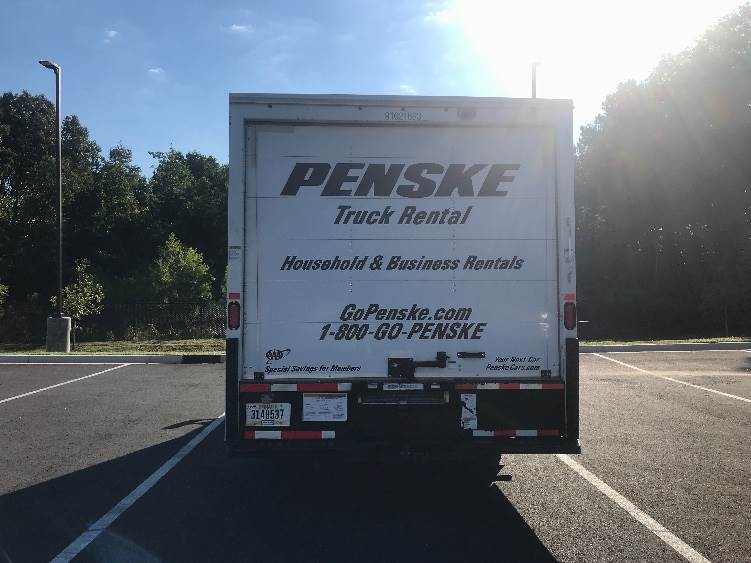 PENSKE
Truck Rental
Household & Business Rentals
GoPenske.com
1-800-GO-PENSKE
AAA
Special Savings for Members
Your Next Car
PenskeCars.com
3148537